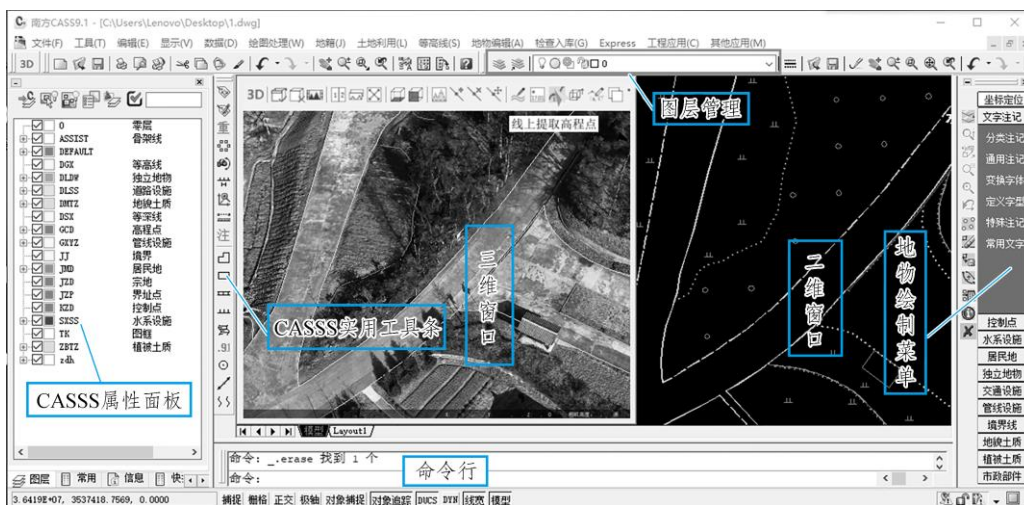 南方CASS9.1 - [C:\Users\Lenovo\Desktop\1.dwg]
文件(F) 工具(T) 编辑(E) 显示(V) 数据(D) 绘图处理(W) 地籍(J) 土地利用(L) 等高线(S) 地物编辑(A) 检查入库(G) Express 工程应用(C) 其他应用(M)
3D
0
图层管理
3D
线上提取高程点
0 零层
ASSIST 骨架线
DEFAULT
DGX 等高线
DLDW 独立地物
DLSS 道路设施
DMTZ 地貌土质
DSX 等深线
GCD 高程点
GXYZ 管线设施
JJ 境界
JMD 居民地
JZD 宗地
JZP 界址点
KZD 控制点
SXSS 水系设施
TK 图框
ZBTZ 植被土质
zdh
CASSS属性面板
重
注
.91
CASSS实用工具条
三维窗口
二维窗口
地物绘制菜单
坐标定位
文字注记
分类注记
通用注记
变换字体
定义字型
特殊注记
常用文字
控制点
水系设施
居民地
独立地物
交通设施
管线设施
境界线
地貌土质
植被土质
市政部件
模型 Layout1
命令: _.erase 找到 1 个
命令:
命令行
图层 常用 信息 快
3.6419E+07, 3537418.7569, 0.0000 捕捉 栅格 正交 极轴 对象捕捉 对象追踪 DUCS DYN 线宽 模型